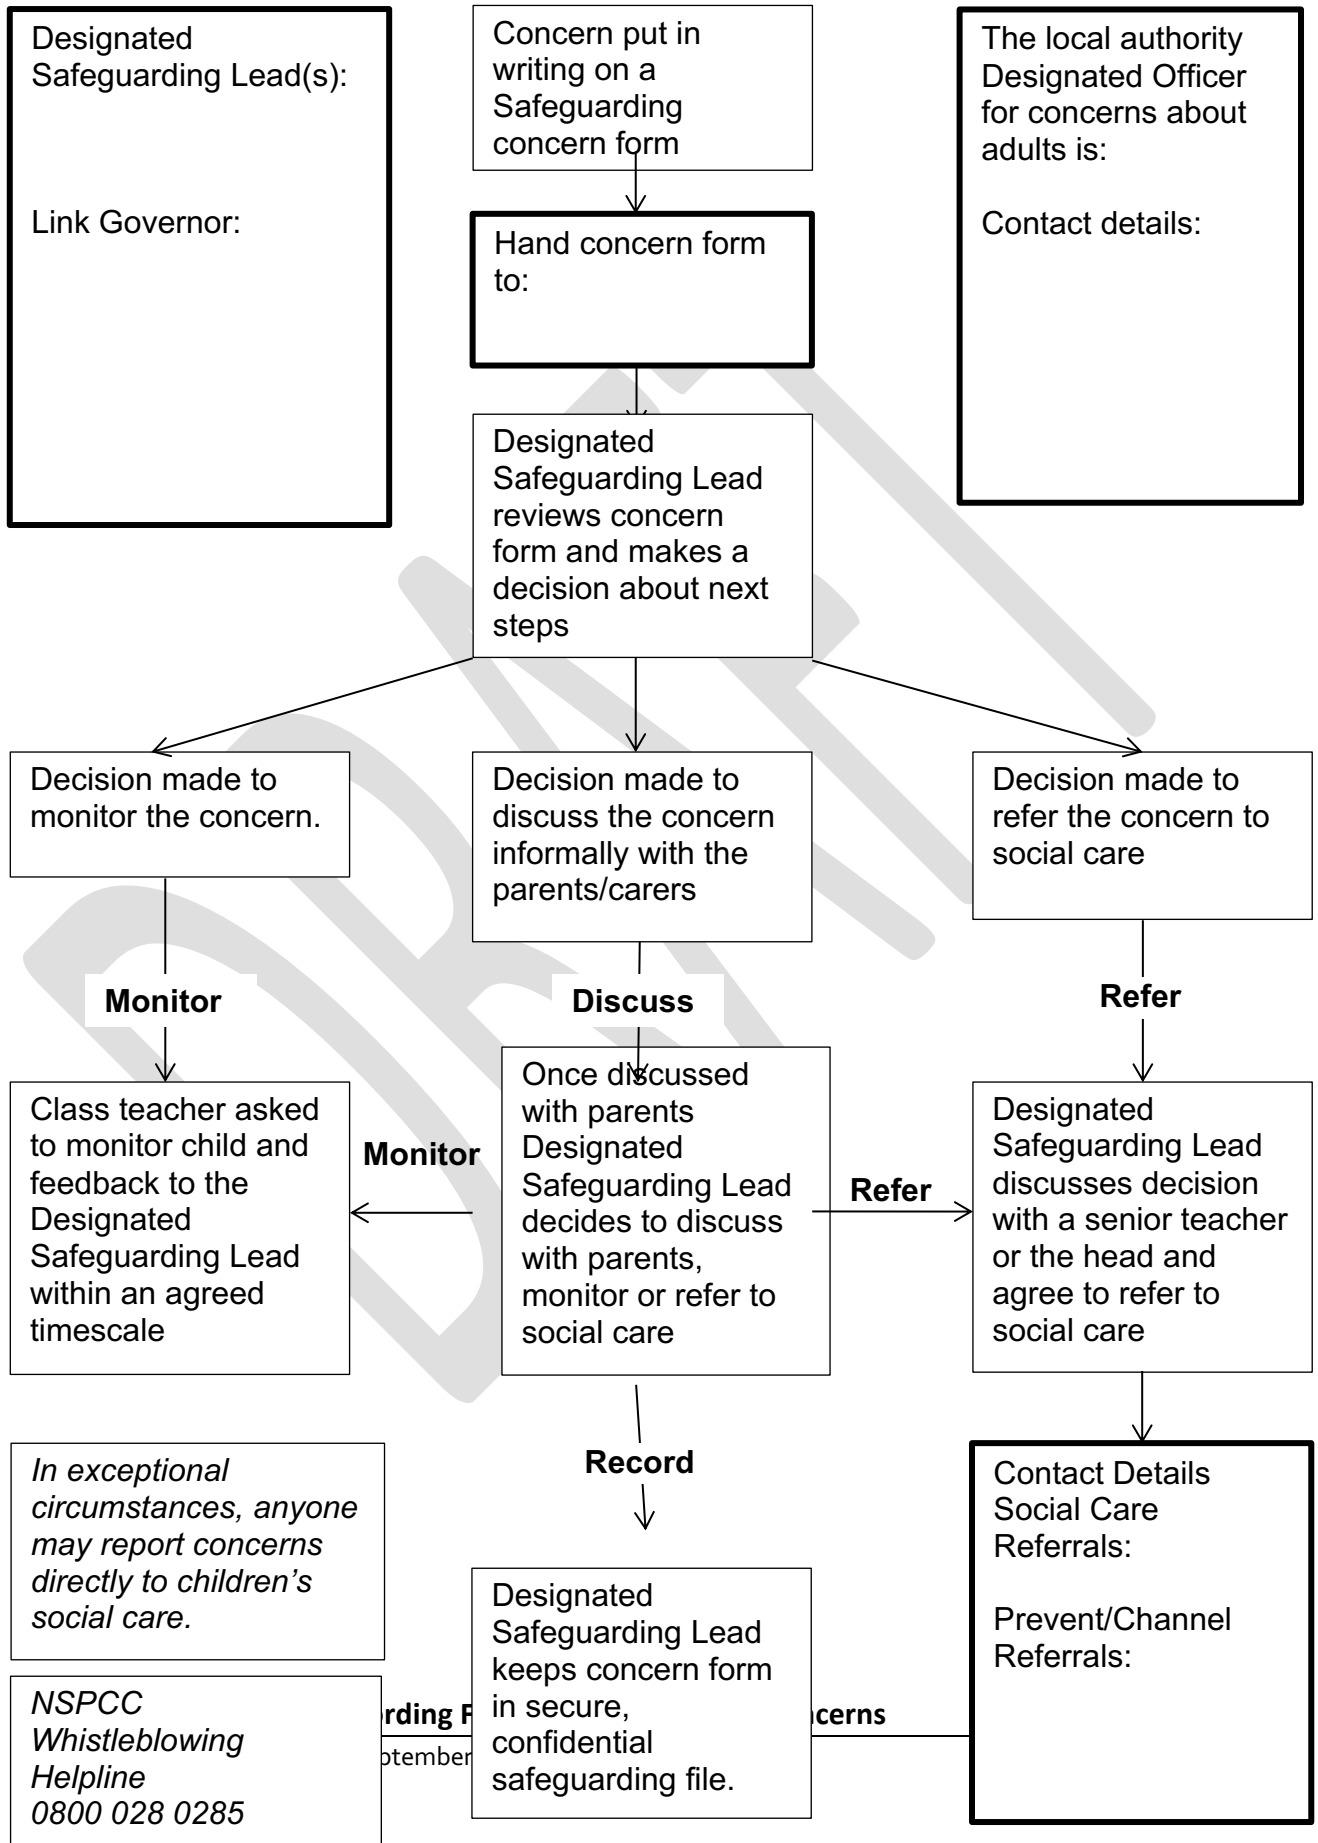 Designated
Safeguarding Lead(s):
Link Governor:
Concern put in
writing on a
Safeguarding
concern form
The local authority
Designated Officer
for concerns about
adults is:
Contact details:
Hand concern form
to:
Designated
Safeguarding Lead
reviews concern
form and makes a
decision about next
steps
Decision made to
monitor the concern.
Decision made to
discuss the concern
informally with the
parents/carers
Decision made to
refer the concern to
social care
Monitor
Discuss
Refer
Class teacher asked
to monitor child and
feedback to the
Designated
Safeguarding Lead
within an agreed
timescale
Monitor
Once discussed
with parents
Designated
Safeguarding Lead
decides to discuss
with parents,
monitor or refer to
social care
Refer
Designated
Safeguarding Lead
discusses decision
with a senior teacher
or the head and
agree to refer to
social care
In exceptional
circumstances, anyone
may report concerns
directly to children's
social care.
Record
Contact Details
Social Care
Referrals:
Prevent/Channel
Referrals:
NSPCC
Whistleblowing
Helpline
0800 028 0285
Designated
Safeguarding Lead
keeps concern form
in secure,
confidential
safeguarding file.
DRAFT